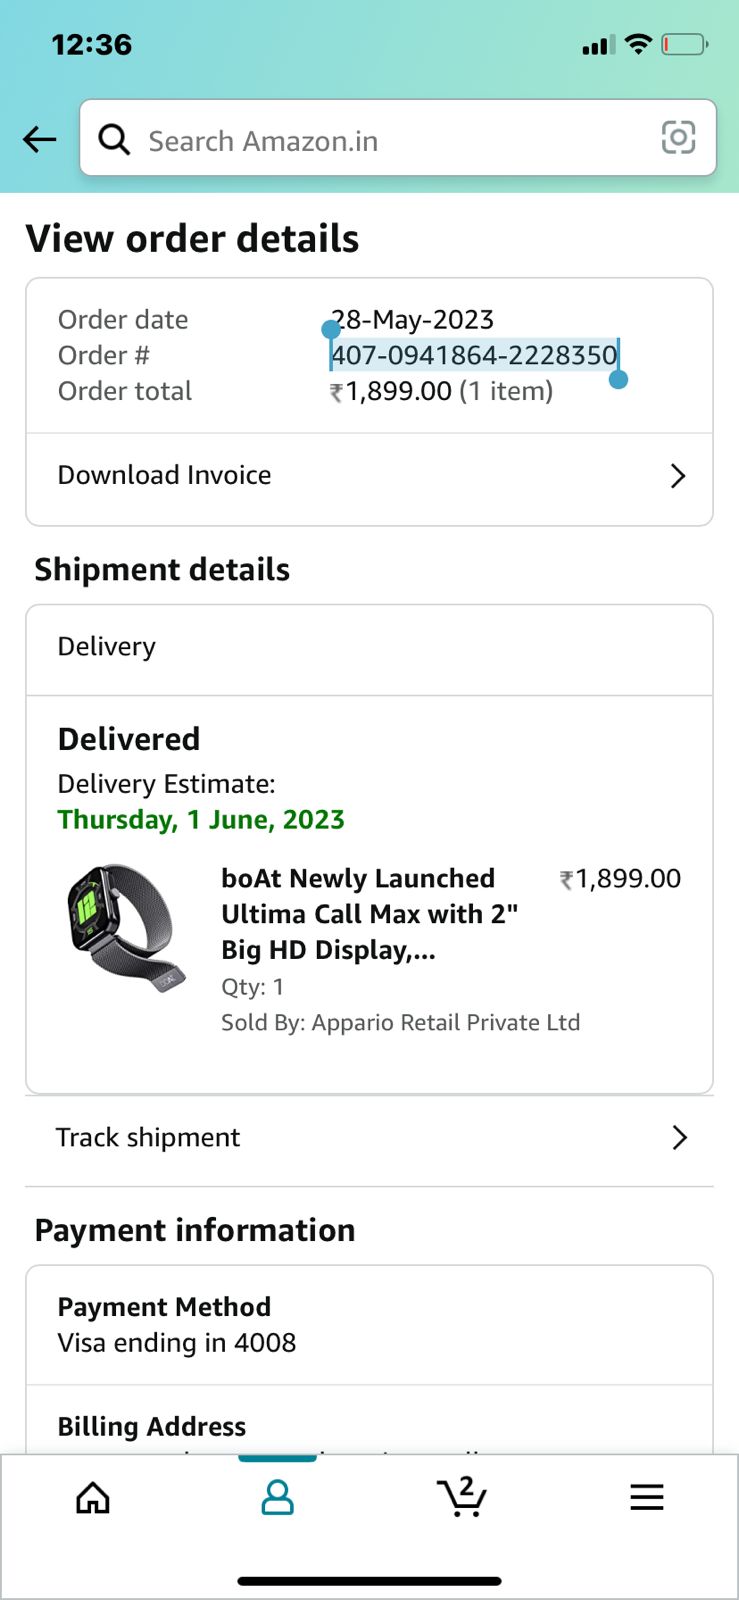 12:36
Search Amazon.in
View order details
Order date 28-May-2023
Order # 407-0941864-2228350
Order total ₹1,899.00 (1 item)
Download Invoice
Shipment details
Delivery
Delivered
Delivery Estimate:
Thursday, 1 June, 2023
boAt Newly Launched ₹1,899.00
Ultima Call Max with 2"
Big HD Display,...
Qty: 1
Sold By: Appario Retail Private Ltd
Track shipment
Payment information
Payment Method
Visa ending in 4008
Billing Address
2